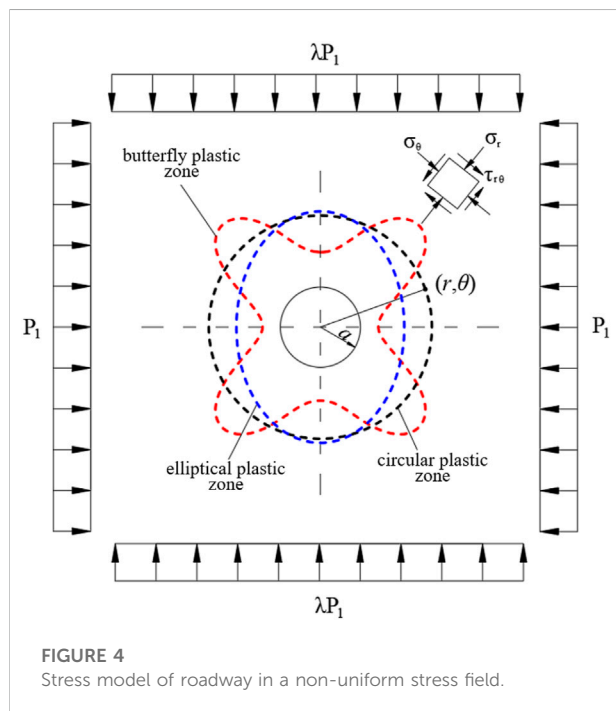 λP₁
σθ
σr
τrθ
butterfly plastic
zone
(r,θ)
P₁
P₁
a
elliptical plastic
zone
circular plastic
zone
λP₁
FIGURE 4
Stress model of roadway in a non-uniform stress field.